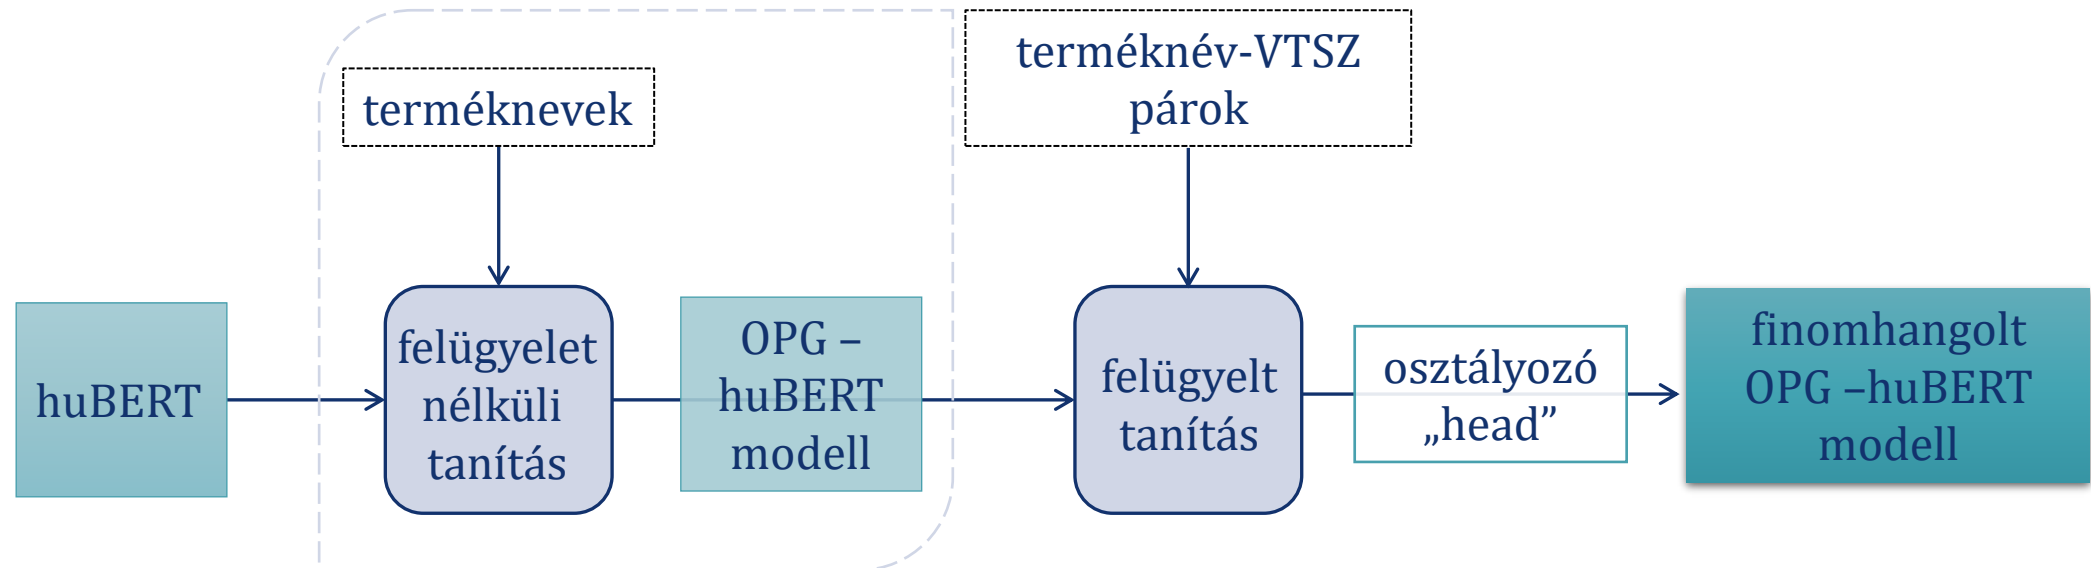 terméknevek
terméknév-VTSZ
párok
huBERT
felügyelet
nélküli
tanítás
OPG –
huBERT
modell
felügyelt
tanítás
osztályozó
„head”
finomhangolt
OPG –huBERT
modell